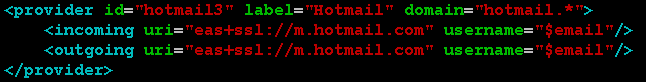 <provider id="hotmail3" label="Hotmail" domain="hotmail.*">
    <incoming uri="eas+ssl://m.hotmail.com" username="$email"/>
    <outgoing uri="eas+ssl://m.hotmail.com" username="$email"/>
</provider>